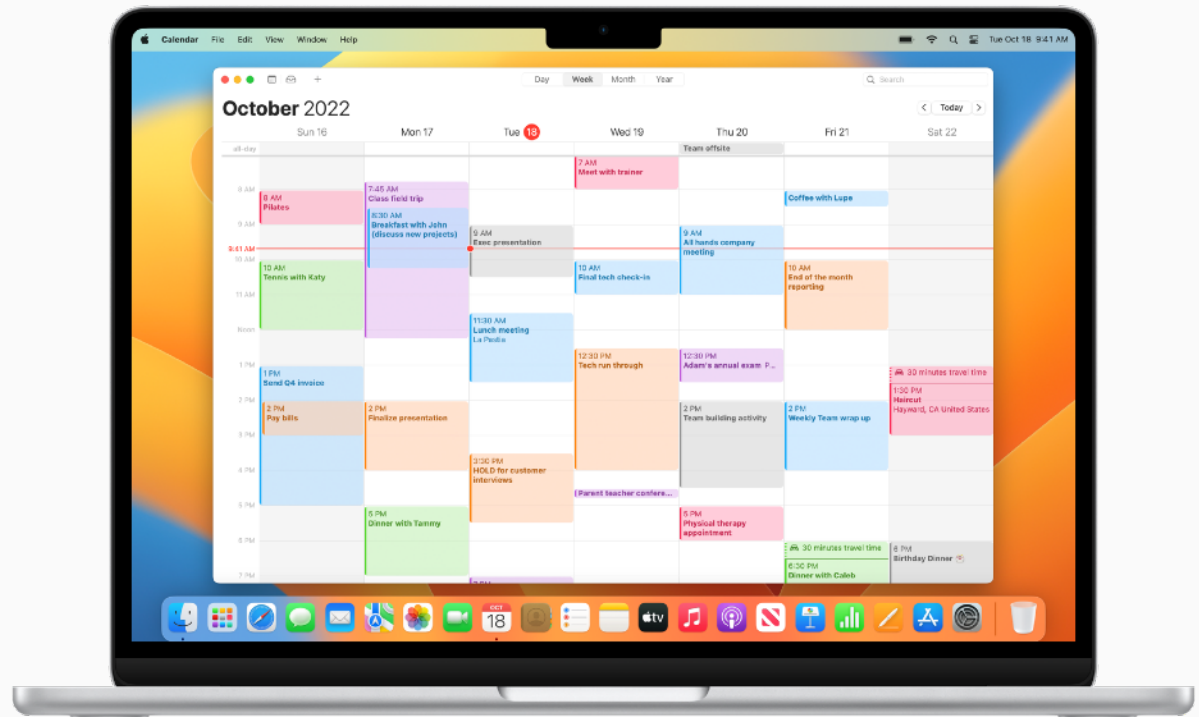 Calendar File Edit View Window Help
Tue Oct 18 9:41 AM
Day Week Month Year
Search
October 2022
Today
Sun 16 Mon 17 Tue 18 Wed 19 Thu 20 Fri 21 Sat 22
all-day
Team offsite
8 AM
9 AM
9:41 AM
10 AM
11 AM
Noon
1 PM
2 PM
3 PM
4 PM
5 PM
6 PM
7 PM
8 AM
Pilates
10 AM
Tennis with Katy
1 PM
Send Q4 invoice
2 PM
Pay bills
7:45 AM
Class field trip
8:30 AM
Breakfast with John
(discuss new projects)
2 PM
Finalize presentation
5 PM
Dinner with Tammy
9 AM
Exec presentation
11:30 AM
Lunch meeting
3:30 PM
HOLD for customer
interviews
7 AM
Meet with trainer
10 AM
Final tech check-in
12:30 PM
Tech run through
Parent teacher confere...
9 AM
All hands company
meeting
12:30 PM
Adam's annual exam P...
2 PM
Team building activity
5 PM
Physical therapy
appointment
Coffee with Lupe
10 AM
End of the month
reporting
2 PM
Weekly Team wrap up
30 minutes travel time
6:30 PM
Dinner with Caleb
30 minutes travel time
1:30 PM
Haircut
Hayward, CA United States
6 PM
Birthday Dinner
OCT
18
tv